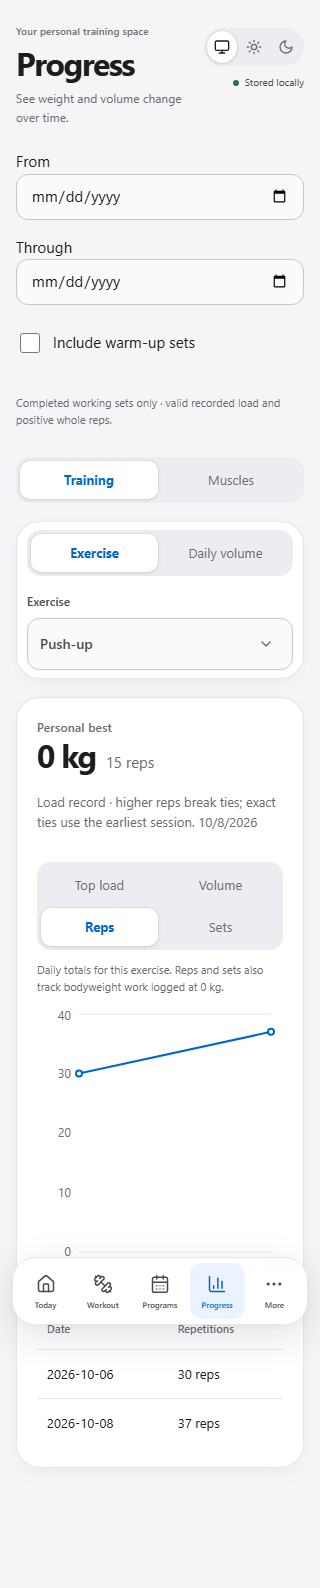 Your personal training space
Progress
See weight and volume change
over time.
Stored locally
From
mm/dd/yyyy
Through
mm/dd/yyyy
Include warm-up sets
Completed working sets only · valid recorded load and
positive whole reps.
Training
Muscles
Exercise
Daily volume
Exercise
Push-up
Personal best
0 kg 15 reps
Load record · higher reps break ties; exact
ties use the earliest session. 10/8/2026
Top load
Volume
Reps
Sets
Daily totals for this exercise. Reps and sets also
track bodyweight work logged at 0 kg.
40
30
20
10
0
Today
Workout
Programs
Progress
More
Date
Repetitions
2026-10-06
30 reps
2026-10-08
37 reps